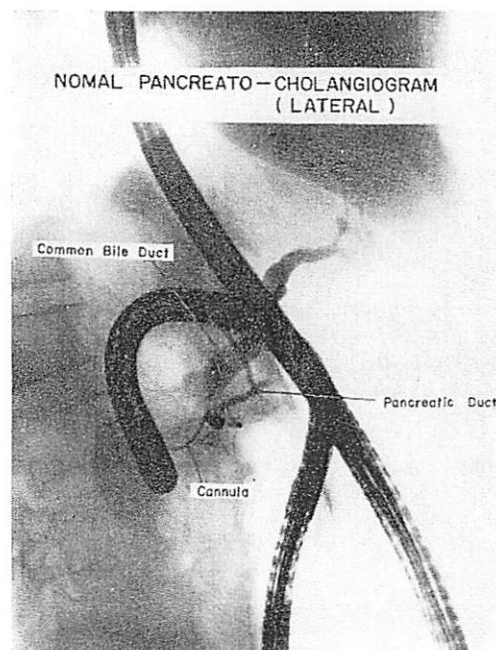 NOMAL PANCREATO-CHOLANGIOGRAM
(LATERAL)
Common Bile Duct
Pancreatic Duct
Cannula